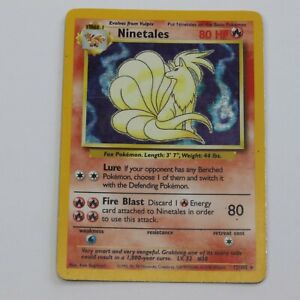 STAGE 1
Evolves from Vulpix
Put Ninetales on the Basic Pokémon
Ninetales
80 HP
Fox Pokémon. Length: 3' 7", Weight: 44 lbs.
Lure If your opponent has any
Benched Pokémon, choose 1 of them and switch it
with the Defending Pokémon.
Fire Blast Discard 1 Energy
card attached to Ninetales in order
to use this attack.
80
weakness resistance retreat cost
Very smart and very vengeful. Grabbing one of its many tails
could result in a 1,000-year curse. LV. 32
12/102